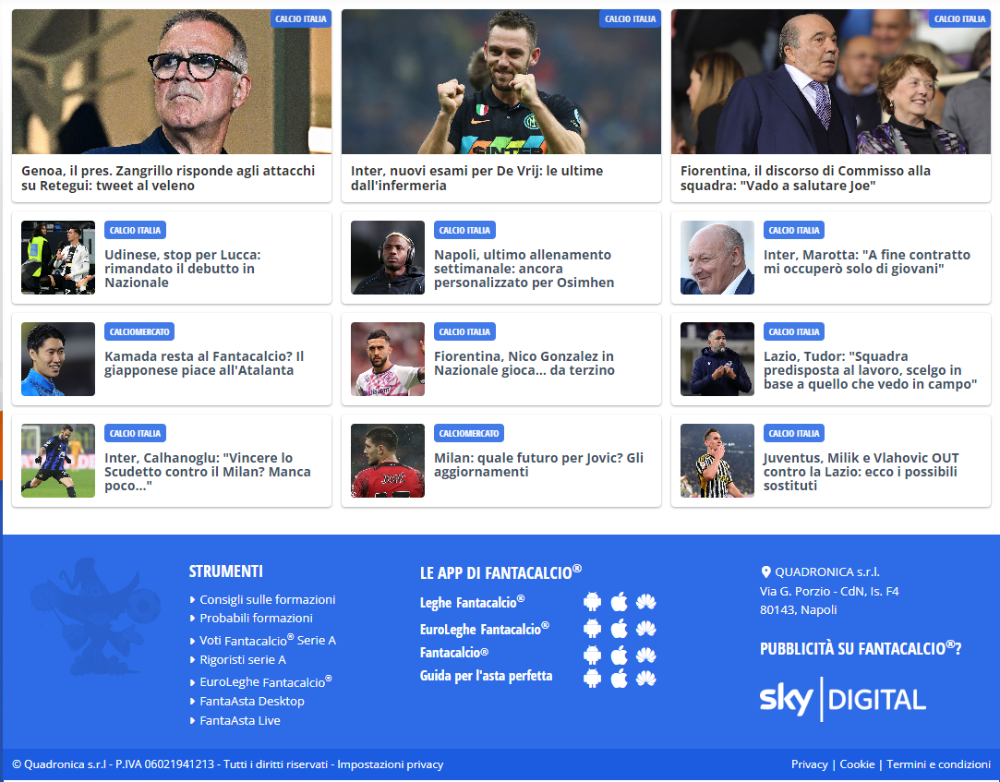 CALCIO ITALIA
Genoa, il pres. Zangrillo risponde agli attacchi
su Retegui: tweet al veleno
CALCIO ITALIA
Inter, nuovi esami per De Vrij: le ultime
dall'infermeria
CALCIO ITALIA
Fiorentina, il discorso di Commisso alla
squadra: "Vado a salutare Joe"
CALCIO ITALIA
Udinese, stop per Lucca:
rimandato il debutto in
Nazionale
CALCIO ITALIA
Napoli, ultimo allenamento
settimanale: ancora
personalizzato per Osimhen
CALCIO ITALIA
Inter, Marotta: "A fine contratto
mi occuperò solo di giovani"
CALCIOMERCATO
Kamada resta al Fantacalcio? Il
giapponese piace all'Atalanta
CALCIO ITALIA
Fiorentina, Nico Gonzalez in
Nazionale gioca... da terzino
CALCIO ITALIA
Lazio, Tudor: "Squadra
predisposta al lavoro, scelgo in
base a quello che vedo in campo"
CALCIO ITALIA
Inter, Calhanoglu: "Vincere lo
Scudetto contro il Milan? Manca
poco..."
CALCIOMERCATO
Milan: quale futuro per Jovic? Gli
aggiornamenti
CALCIO ITALIA
Juventus, Milik e Vlahovic OUT
contro la Lazio: ecco i possibili
sostituti
STRUMENTI
Consigli sulle formazioni
Probabili formazioni
Voti Fantacalcio® Serie A
Rigoristi serie A
EuroLeghe Fantacalcio®
FantaAsta Desktop
FantaAsta Live
LE APP DI FANTACALCIO®
Leghe Fantacalcio®
EuroLeghe Fantacalcio®
Fantacalcio®
Guida per l'asta perfetta
QUADRONICA s.r.l.
Via G. Porzio - CdN, Is. F4
80143, Napoli
PUBBLICITÀ SU FANTACALCIO®?
sky DIGITAL
© Quadronica s.r.l - P.IVA 06021941213 - Tutti i diritti riservati - Impostazioni privacy
Privacy | Cookie | Termini e condizioni